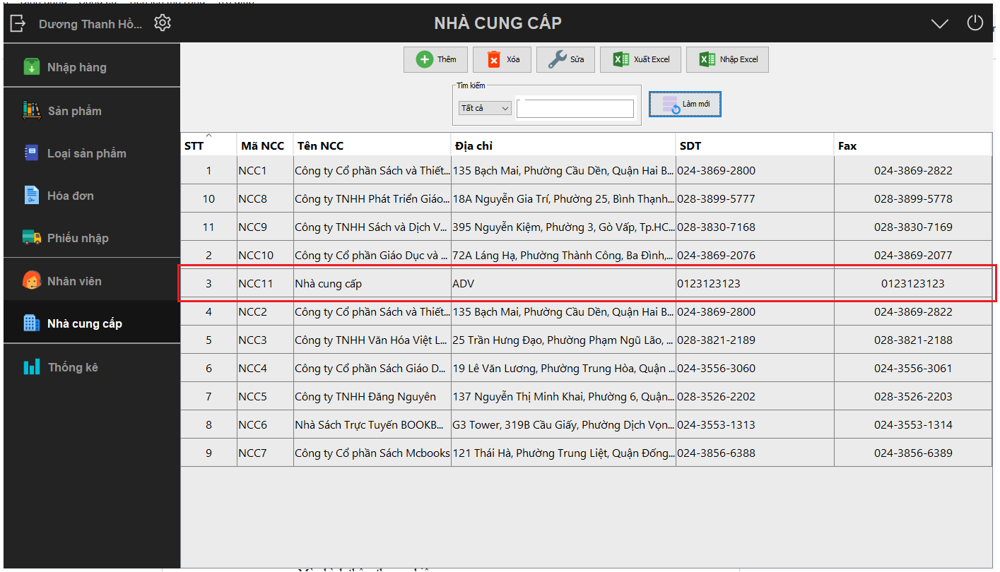 Dương Thanh Hồ...
NHÀ CUNG CẤP
Nhập hàng
Sản phẩm
Loại sản phẩm
Hóa đơn
Phiếu nhập
Nhân viên
Nhà cung cấp
Thống kê
Thêm Xóa Sửa Xuất Excel Nhập Excel
Tìm kiếm
Tất cả Làm mới
STT Mã NCC Tên NCC Địa chỉ SDT Fax
1 NCC1 Công ty Cổ phần Sách và Thiết... 135 Bạch Mai, Phường Cầu Dền, Quận Hai B... 024-3869-2800 024-3869-2822
10 NCC8 Công ty TNHH Phát Triển Giáo... 18A Nguyễn Gia Trí, Phường 25, Bình Thạnh... 028-3899-5777 028-3899-5778
11 NCC9 Công ty TNHH Sách và Dịch V... 395 Nguyễn Kiệm, Phường 3, Gò Vấp, Tp.HC... 028-3830-7168 028-3830-7169
2 NCC10 Công ty Cổ phần Giáo Dục và ... 72A Láng Hạ, Phường Thành Công, Ba Đình,... 024-3869-2076 024-3869-2077
3 NCC11 Nhà cung cấp ADV 0123123123 0123123123
4 NCC2 Công ty Cổ phần Sách và Thiết... 135 Bạch Mai, Phường Cầu Dền, Quận Hai B... 024-3869-2800 024-3869-2822
5 NCC3 Công ty TNHH Văn Hóa Việt L... 25 Trần Hưng Đạo, Phường Phạm Ngũ Lão, ... 028-3821-2189 028-3821-2188
6 NCC4 Công ty Cổ phần Sách Giáo D... 19 Lê Văn Lương, Phường Trung Hòa, Quận ... 024-3556-3060 024-3556-3061
7 NCC5 Công ty TNHH Đăng Nguyên 137 Nguyễn Thị Minh Khai, Phường 6, Quận... 028-3526-2202 028-3526-2203
8 NCC6 Nhà Sách Trực Tuyến BOOKB... G3 Tower, 319B Cầu Giấy, Phường Dịch Vọn... 024-3553-1313 024-3553-1314
9 NCC7 Công ty Cổ phần Sách Mcbooks 121 Thái Hà, Phường Trung Liệt, Quận Đống... 024-3856-6388 024-3856-6389